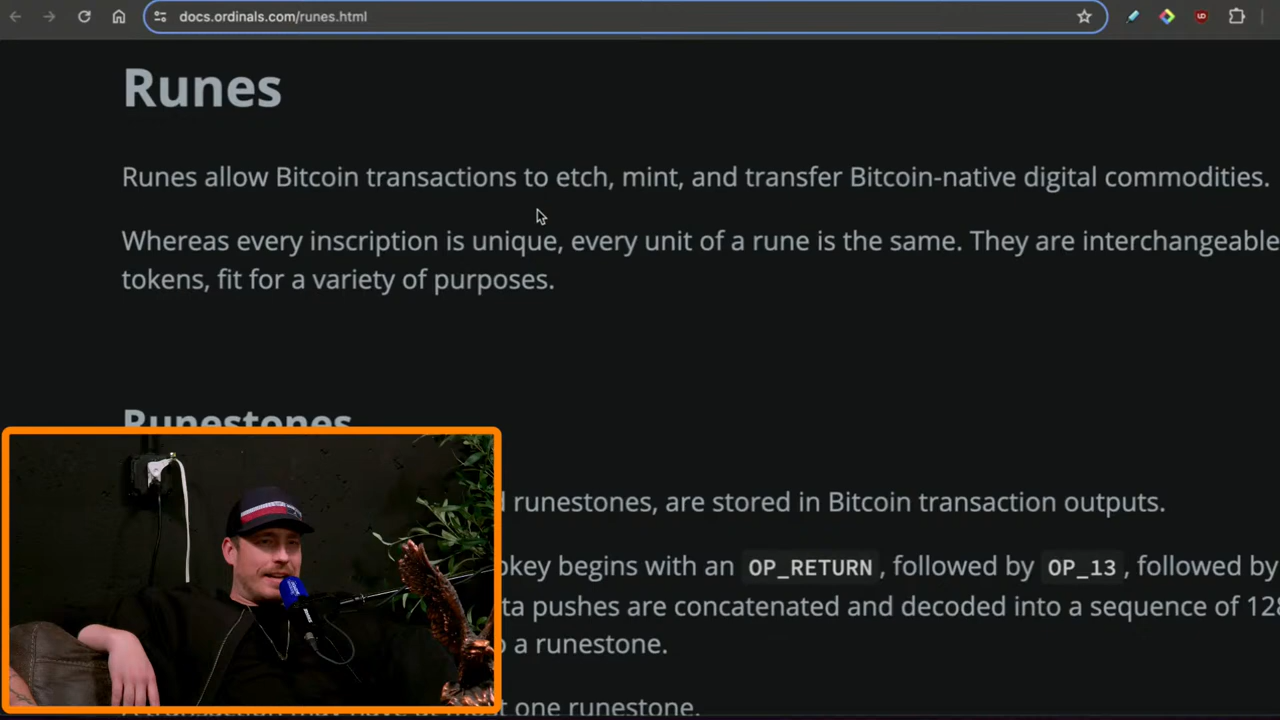 docs.ordinals.com/runes.html
Runes
Runes allow Bitcoin transactions to etch, mint, and transfer Bitcoin-native digital commodities.
Whereas every inscription is unique, every unit of a rune is the same. They are interchangeable
tokens, fit for a variety of purposes.
Runestones
runestones, are stored in Bitcoin transaction outputs.
begins with an OP_RETURN, followed by OP_13, followed by
pushes are concatenated and decoded into a sequence of
a runestone.
one runestone.